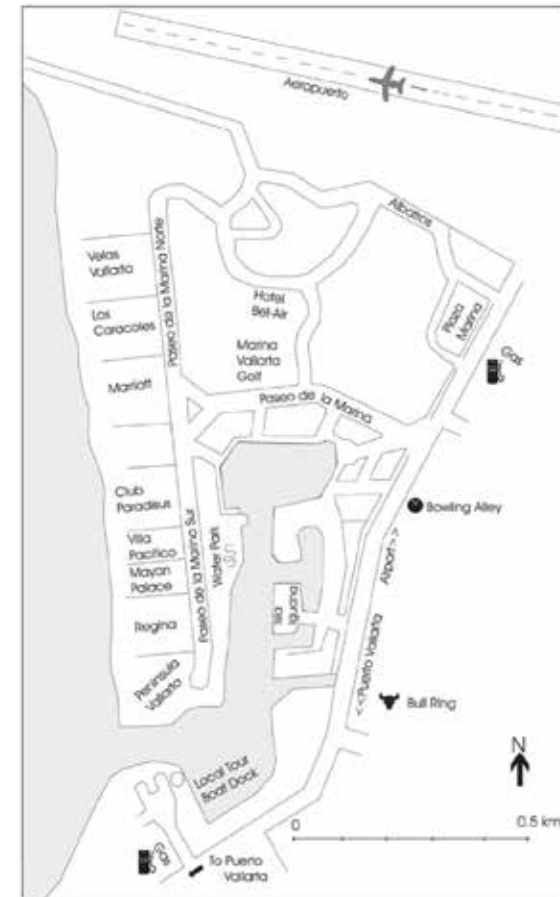 Aeropuerto
Albatros
Velas
Vallarta
Los
Caracoles
Marriott
Paseo de la Marina Norte
Hotel
Bel-Air
Marina
Vallarta
Golf
Plaza
Marina
Gas
Paseo de la Marina
Club
Paradisus
Villa
Pacifico
Mayan
Palace
Regina
Peninsula
Vallarta
Paseo de la Marina Sur
Water Park
Isla
Iguana
Bowling Alley
Airport->
<<Puerto Vallarta
Bull Ring
N
Local Tour
Boat Dock
0 0.5 km
Gas
To Puerto
Vallarta